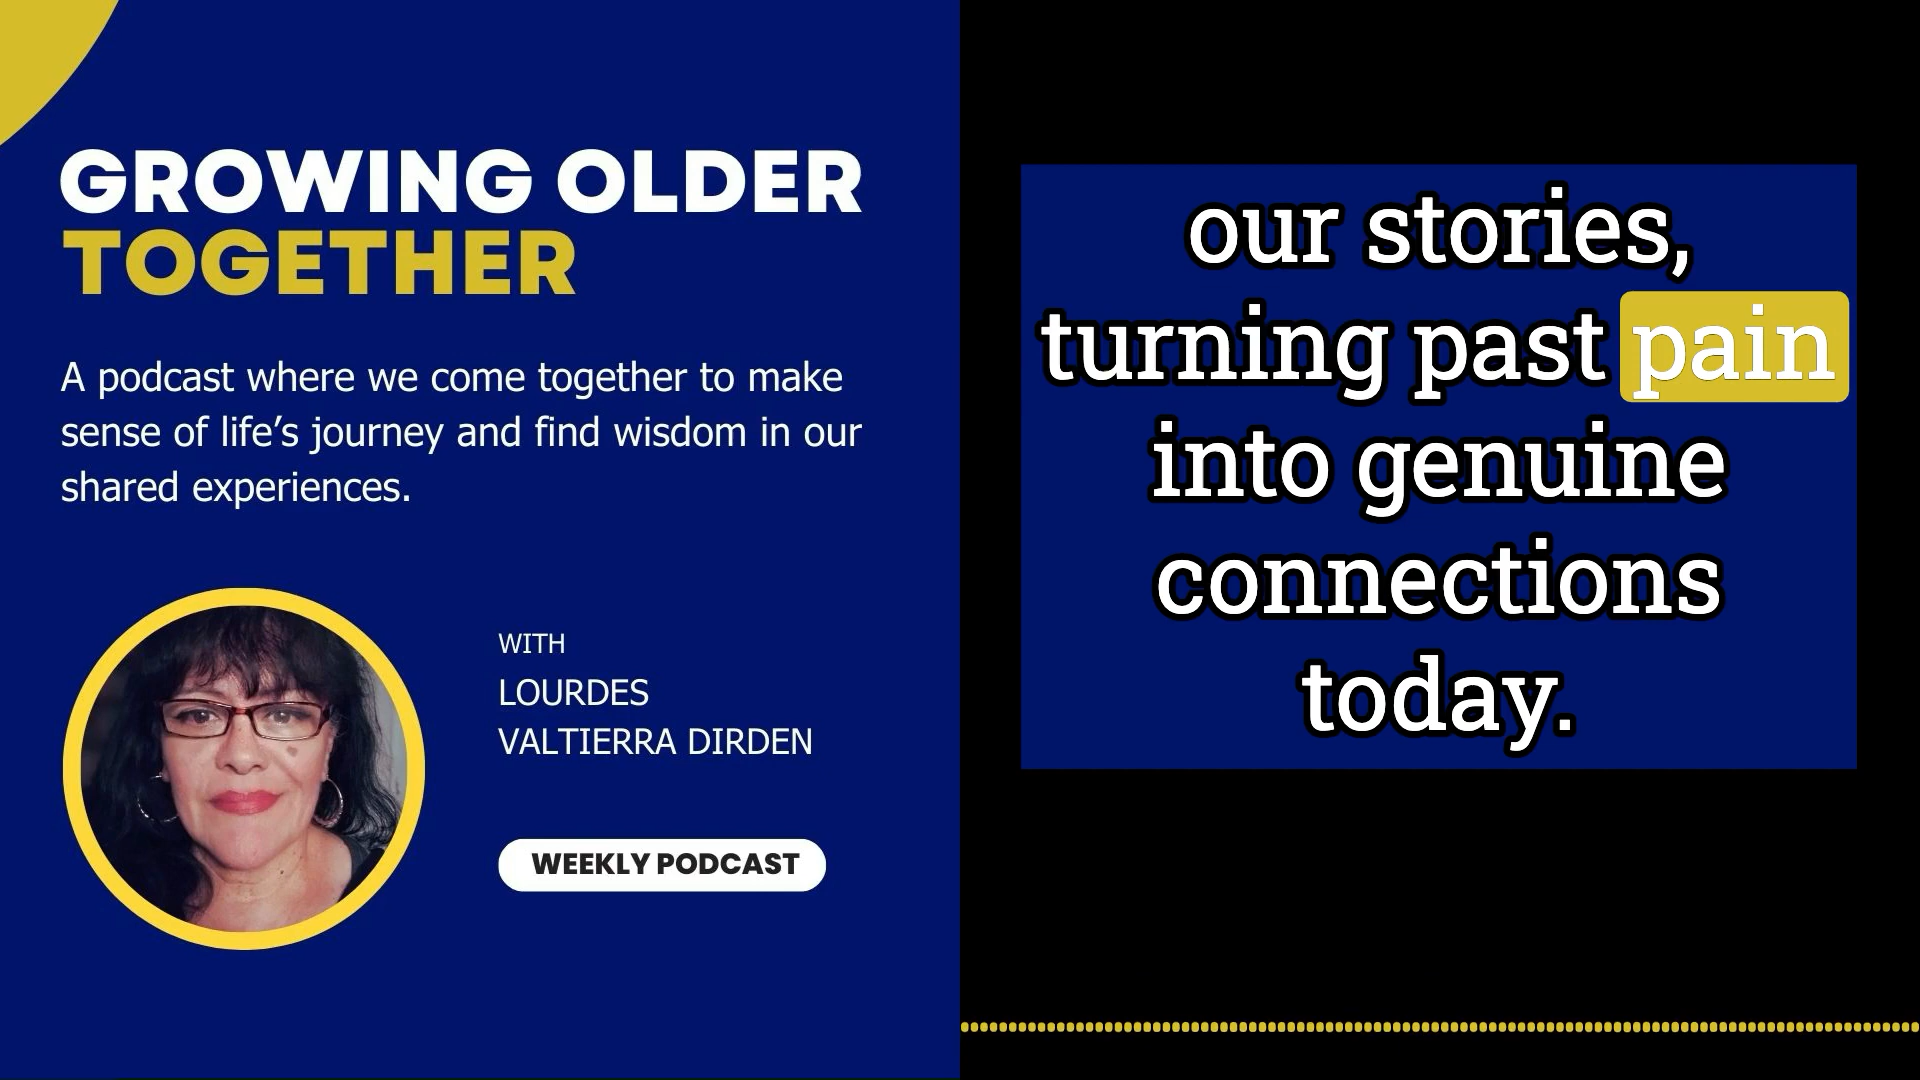 GROWING OLDER
TOGETHER
A podcast where we come together to make
sense of life’s journey and find wisdom in our
shared experiences.
WITH
LOURDES
VALTIERRA DIRDEN
WEEKLY PODCAST
our stories,
turning past pain
into genuine
connections
today.